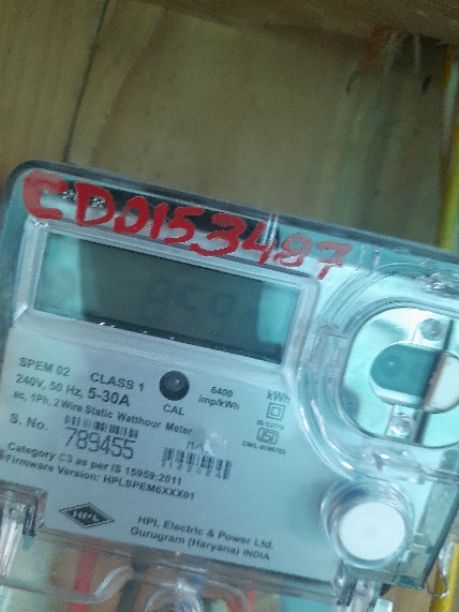 CD0153487
SPEM 02
CLASS 1
6400 imp/kWh
kWh
240V, 50 Hz, 5-30A
CAL
ac, 1Ph, 2 Wire Static Watthour Meter
S. No.
789455
Category C3 as per IS 15959:2011
Firmware Version: HPLSPEM6XXX01
HPL
HPL Electric & Power Ltd.
Gurugram (Haryana) INDIA